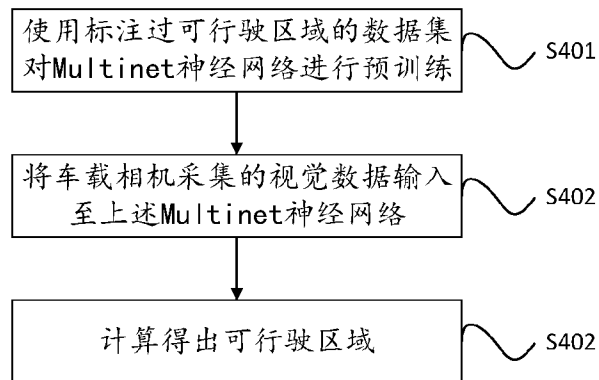 使用标注过可行驶区域的数据集
对Multinet神经网络进行预训练
S401
将车载相机采集的视觉数据输入
至上述Multinet神经网络
S402
计算得出可行驶区域
S402